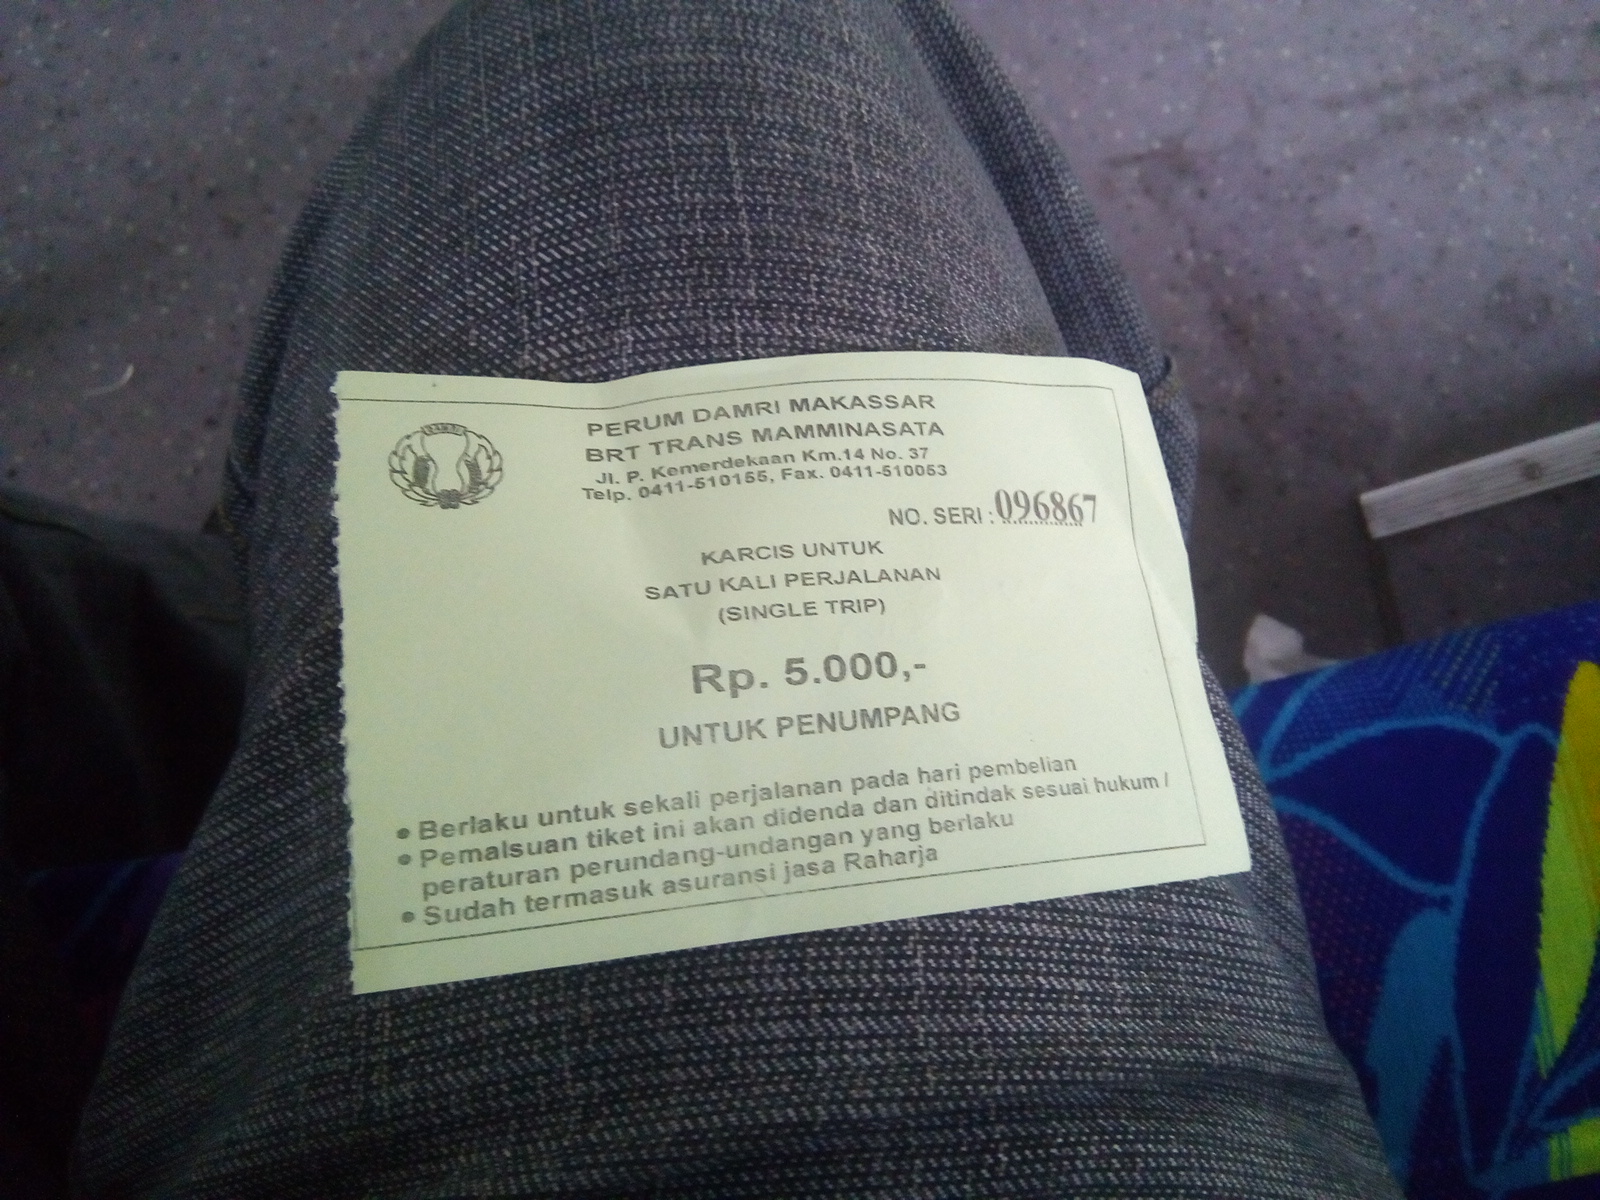 DAMRI
PERUM DAMRI MAKASSAR
BRT TRANS MAMMINASATA
Jl. P. Kemerdekaan Km.14 No. 37
Telp. 0411-510155, Fax. 0411-510053
NO. SERI : 096867
KARCIS UNTUK
SATU KALI PERJALANAN
(SINGLE TRIP)
Rp. 5.000,-
UNTUK PENUMPANG
• Berlaku untuk sekali perjalanan pada hari pembelian
• Pemalsuan tiket ini akan didenda dan ditindak sesuai hukum /
peraturan perundang-undangan yang berlaku
• Sudah termasuk asuransi jasa Raharja